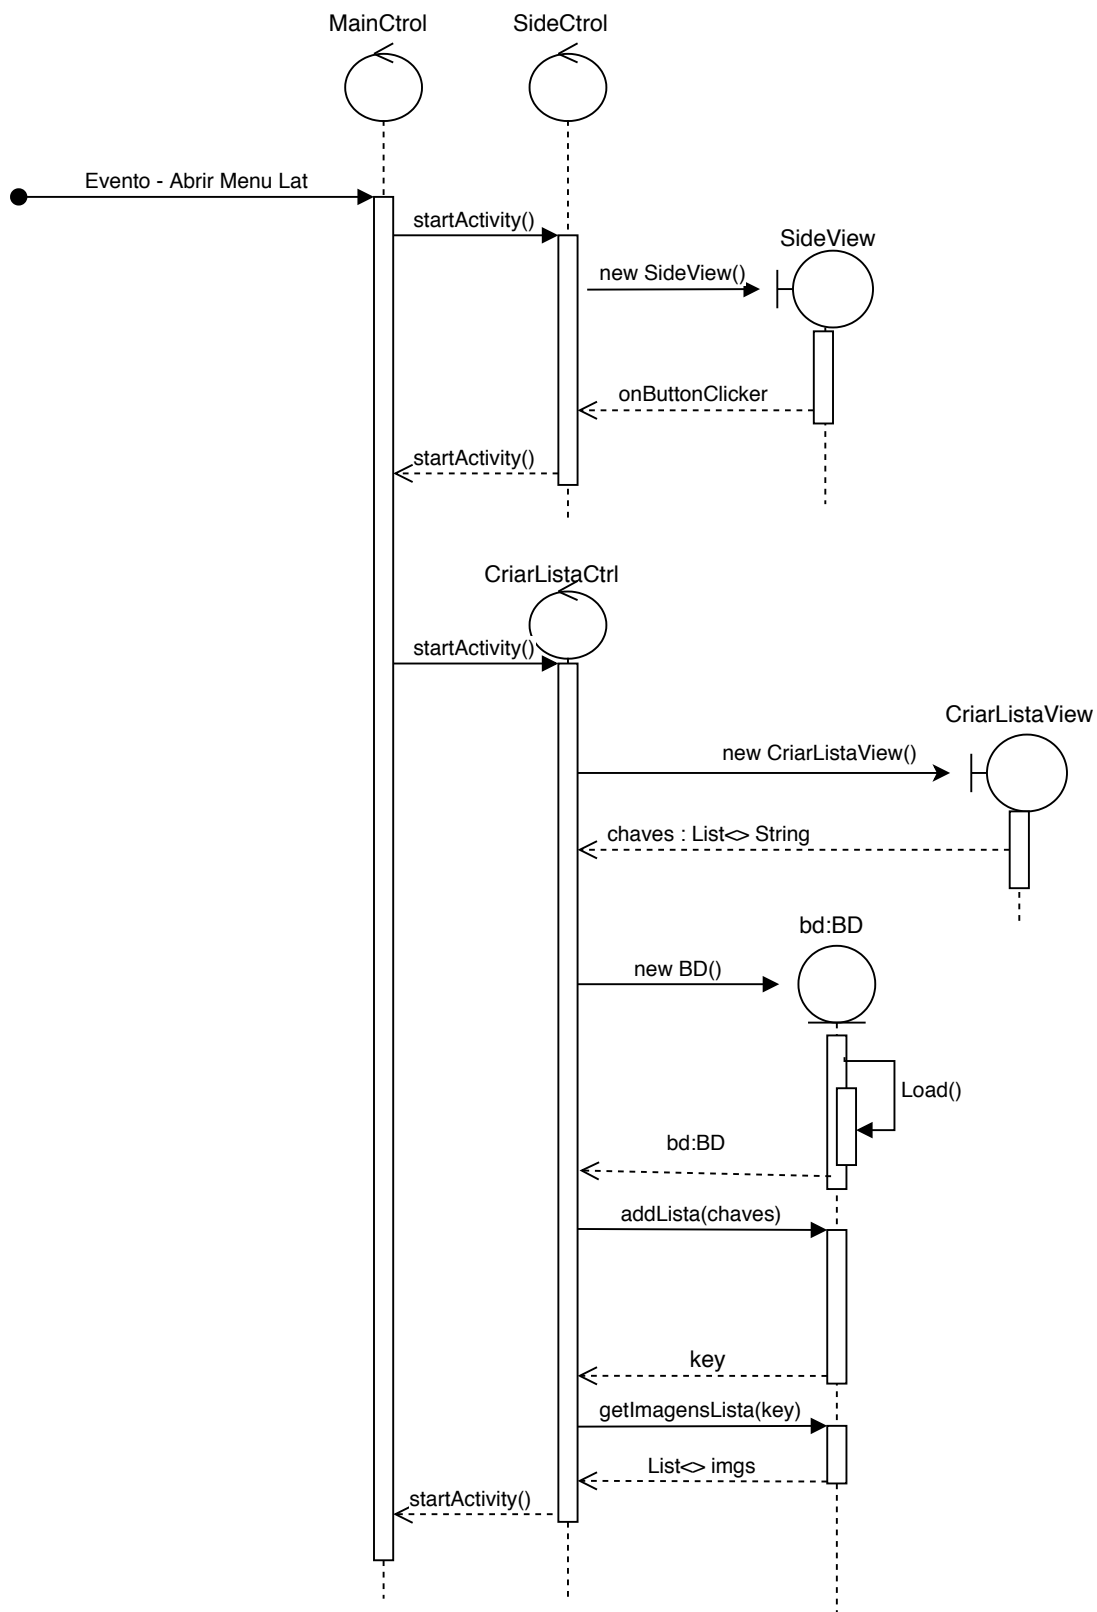 MainCtrol
SideCtrol
Evento - Abrir Menu Lat
startActivity()
SideView
new SideView()
onButtonClicker
startActivity()
CriarListaCtrl
startActivity()
CriarListaView
new CriarListaView()
chaves : List<> String
bd:BD
new BD()
Load()
bd:BD
addLista(chaves)
key
getImagensLista(key)
List<> imgs
startActivity()